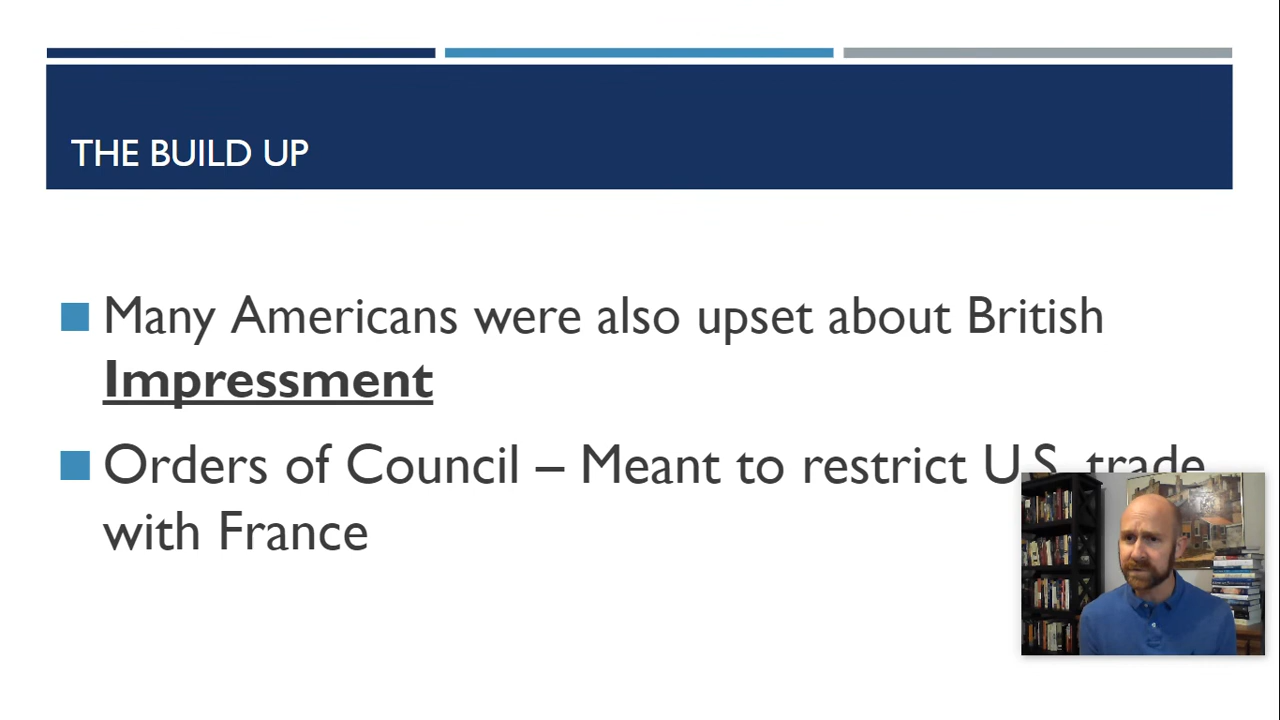 THE BUILD UP
Many Americans were also upset about British
Impressment
Orders of Council – Meant to restrict U.S. trade
with France